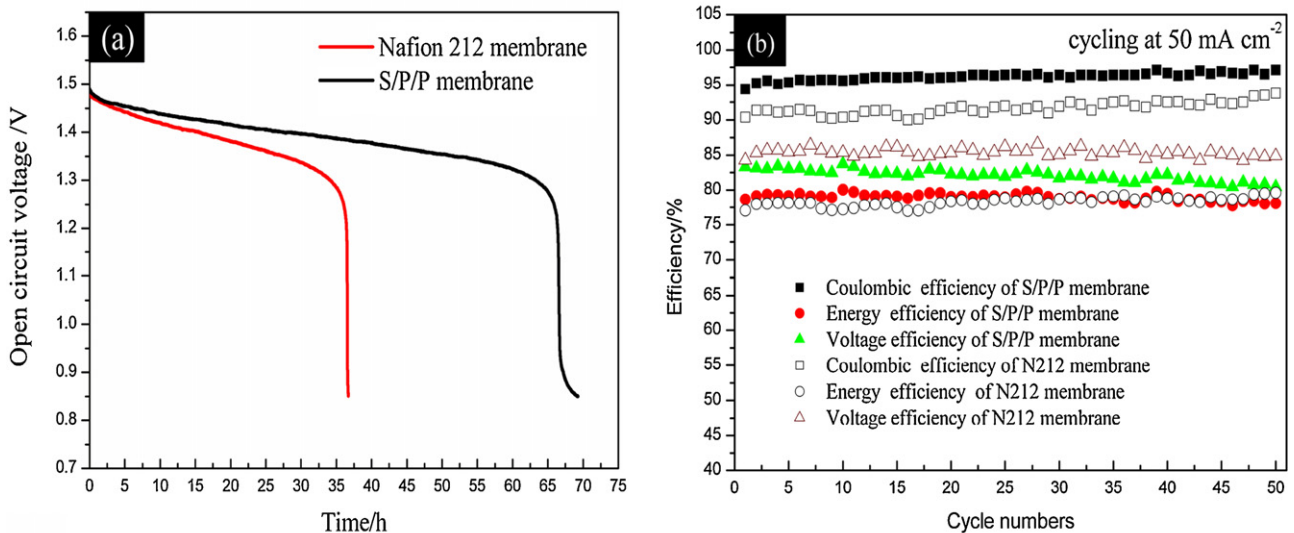 (a)
Nafion 212 membrane
S/P/P membrane
Open circuit voltage /V
1.6
1.5
1.4
1.3
1.2
1.1
1.0
0.9
0.8
0.7
0 5 10 15 20 25 30 35 40 45 50 55 60 65 70 75
Time/h
(b)
cycling at 50 mA cm⁻²
Efficiency/%
105
100
95
90
85
80
75
70
65
60
55
50
45
40
Coulombic efficiency of S/P/P membrane
Energy efficiency of S/P/P membrane
Voltage efficiency of S/P/P membrane
Coulombic efficiency of N212 membrane
Energy efficiency of N212 membrane
Voltage efficiency of N212 membrane
0 5 10 15 20 25 30 35 40 45 50
Cycle numbers